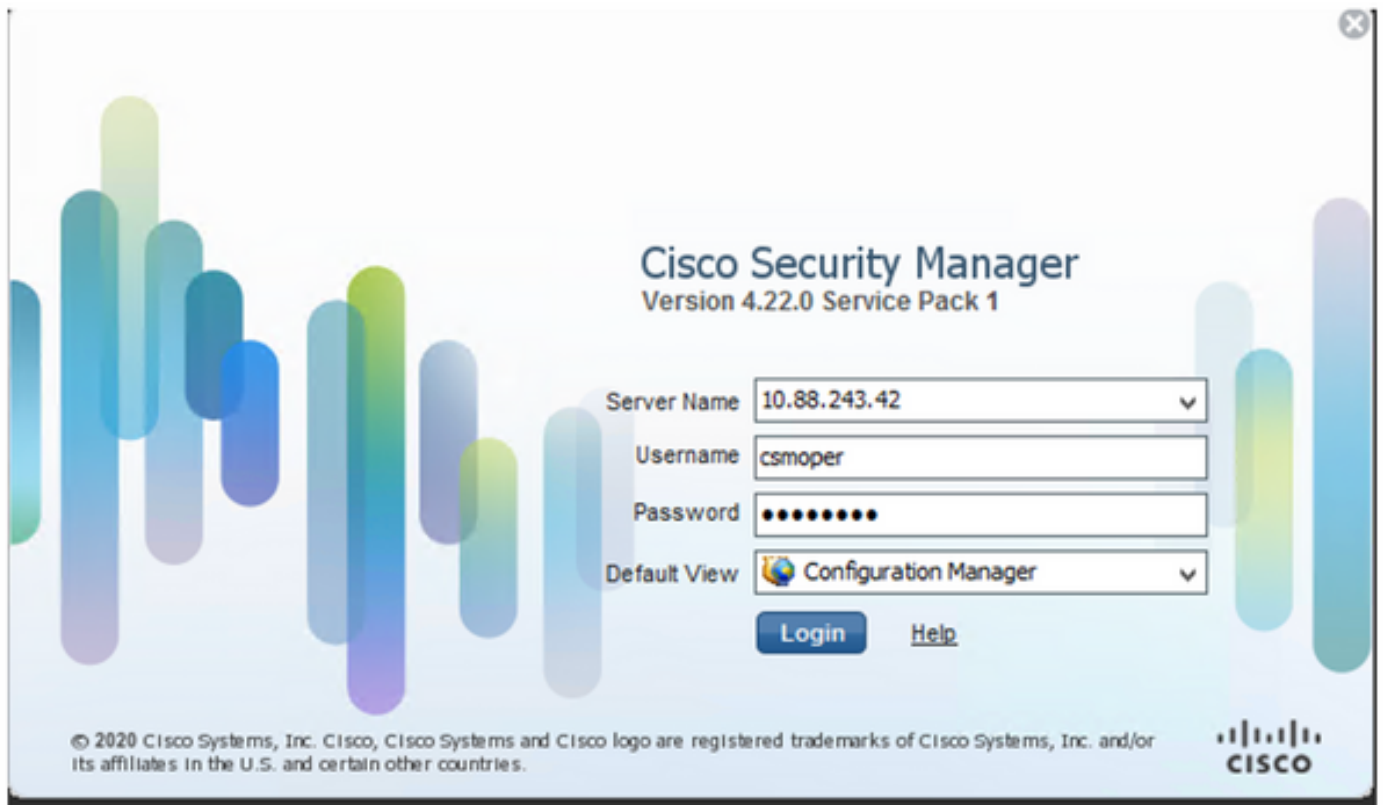 Cisco Security Manager
Version 4.22.0 Service Pack 1
Server Name 10.88.243.42
Username csmoper
Password ••••••••
Default View Configuration Manager
Login Help
© 2020 Cisco Systems, Inc. Cisco, Cisco Systems and Cisco logo are registered trademarks of Cisco Systems, Inc. and/or
its affiliates in the U.S. and certain other countries.
CISCO